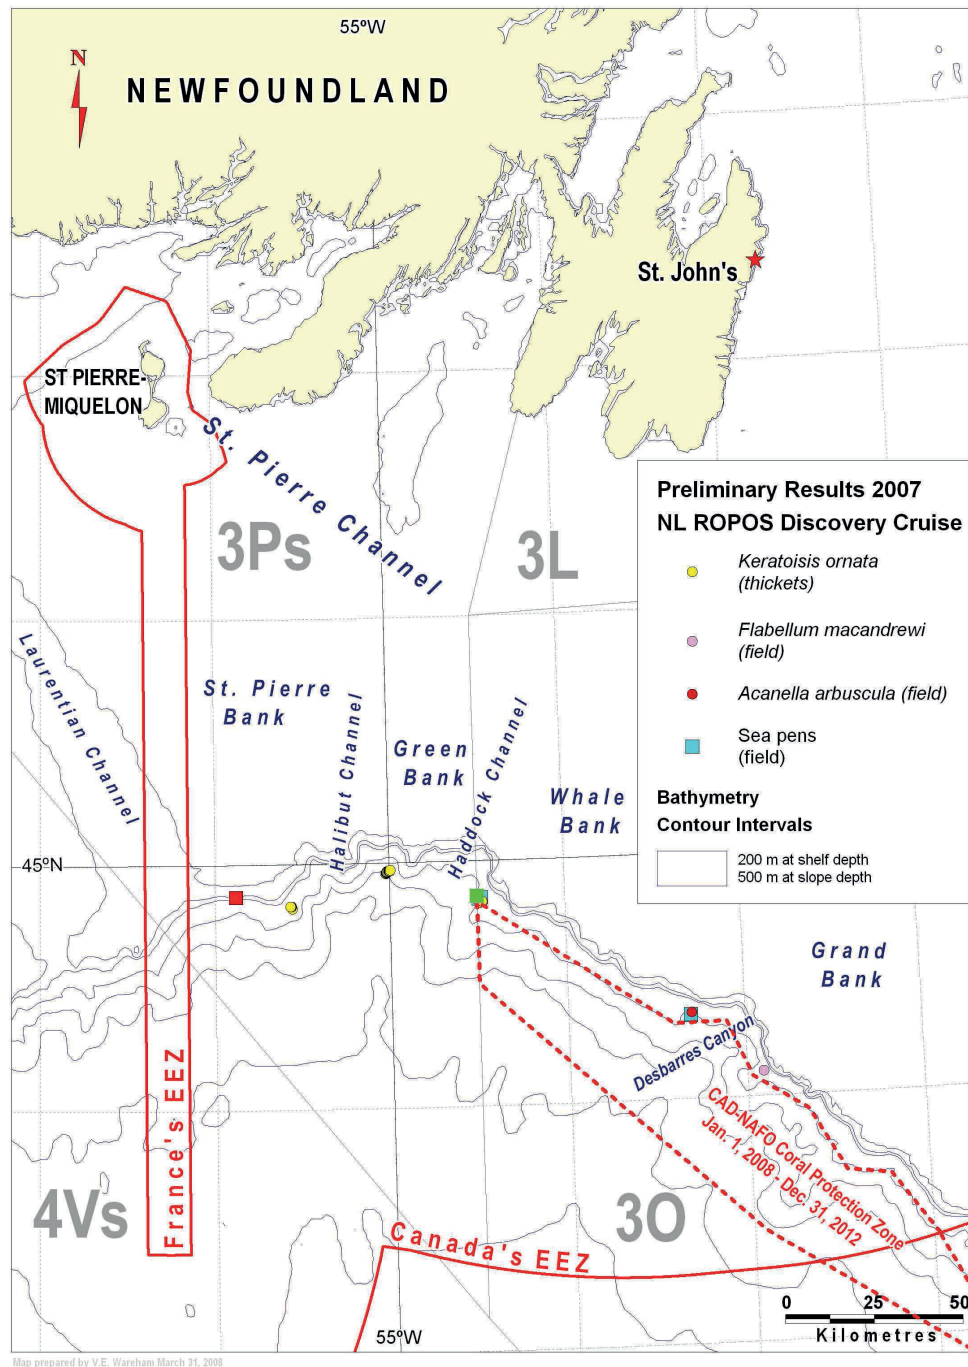 55ºW
N
NEWFOUNDLAND
St. John's
ST PIERRE-
MIQUELON
St. Pierre Channel
3Ps
3L
Preliminary Results 2007
NL ROPOS Discovery Cruise
Keratoisis ornata
(thickets)
Flabellum macandrewi
(field)
Acanella arbuscula (field)
Sea pens
(field)
Bathymetry
Contour Intervals
200 m at shelf depth
500 m at slope depth
Laurentian Channel
St. Pierre
Bank
Halibut Channel
Green
Bank
Haddock Channel
Whale
Bank
45ºN
Grand
Bank
Desbarres Canyon
CAD-NAFO Coral Protection Zone
Jan. 1, 2008 - Dec. 31, 2012
France's EEZ
4Vs
3O
Canada's EEZ
0 25 50
Kilometres
55ºW
Map prepared by V.E. Wareham March 31, 2008